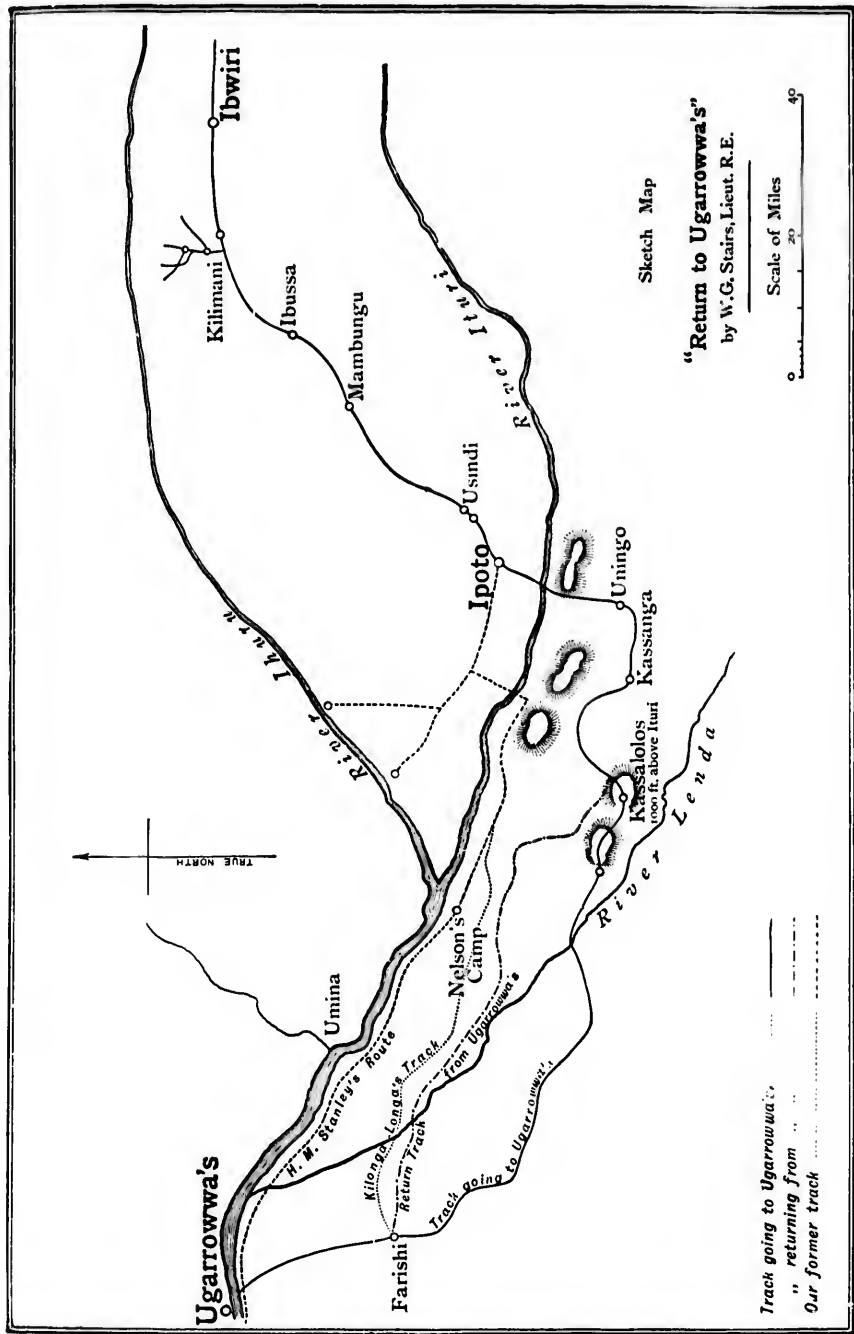 Ugarrowwa's
Umina
H. M. Stanley's Route
Kilonga Longa's Track
Return Track from Ugarrowwa's
Farishi
Track going to Ugarrowwa's
Nelson's
Camp
River Ihuru
TRUE NORTH
Ipoto
Usindi
Mambungu
Ibussa
Kilimani
Ibwiri
River Ituri
Uningo
Kassanga
Kassalolos
1000 ft. above Ituri
River Lenda
Sketch Map
"Return to Ugarrowwa's"
by W.G. Stairs, Lieut. R.E.
Scale of Miles
0 20 40
Track going to Ugarrowwa's
" returning from " "
Our former track